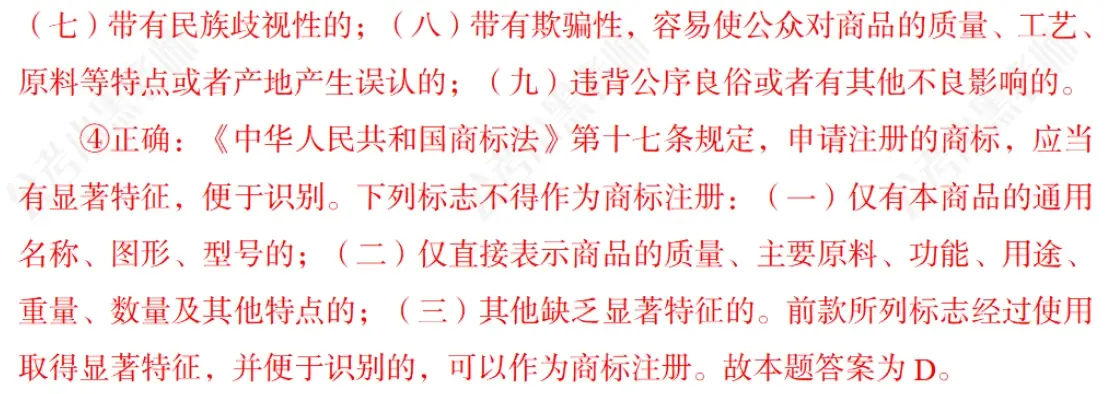 （七）带有民族歧视性的；（八）带有欺骗性，容易使公众对商品的质量、工艺、
原料等特点或者产地产生误认的；（九）违背公序良俗或者有其他不良影响的。
④正确：《中华人民共和国商标法》第十七条规定，申请注册的商标，应当
有显著特征，便于识别。下列标志不得作为商标注册：（一）仅有本商品的通用
名称、图形、型号的；（二）仅直接表示商品的质量、主要原料、功能、用途、
重量、数量及其他特点的；（三）其他缺乏显著特征的。前款所列标志经过使用
取得显著特征，并便于识别的，可以作为商标注册。故本题答案为 D。